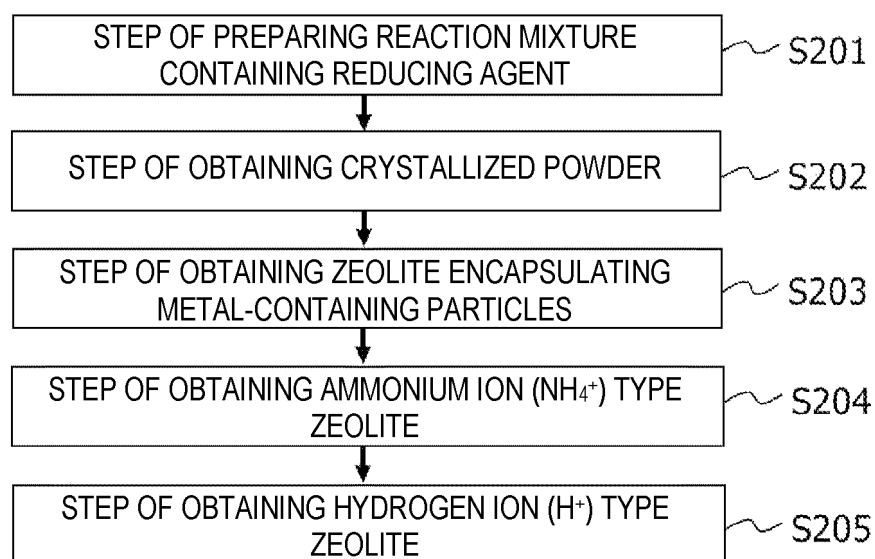 STEP OF PREPARING REACTION MIXTURE
CONTAINING REDUCING AGENT
S201
STEP OF OBTAINING CRYSTALLIZED POWDER
S202
STEP OF OBTAINING ZEOLITE ENCAPSULATING
METAL-CONTAINING PARTICLES
S203
STEP OF OBTAINING AMMONIUM ION (NH₄⁺) TYPE
ZEOLITE
S204
STEP OF OBTAINING HYDROGEN ION (H⁺) TYPE
ZEOLITE
S205